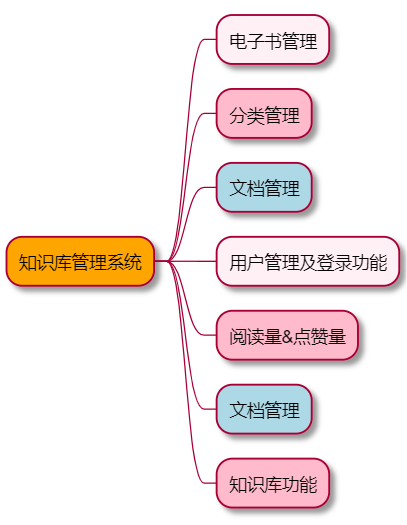 电子书管理
分类管理
文档管理
知识库管理系统
用户管理及登录功能
阅读量&点赞量
文档管理
知识库功能